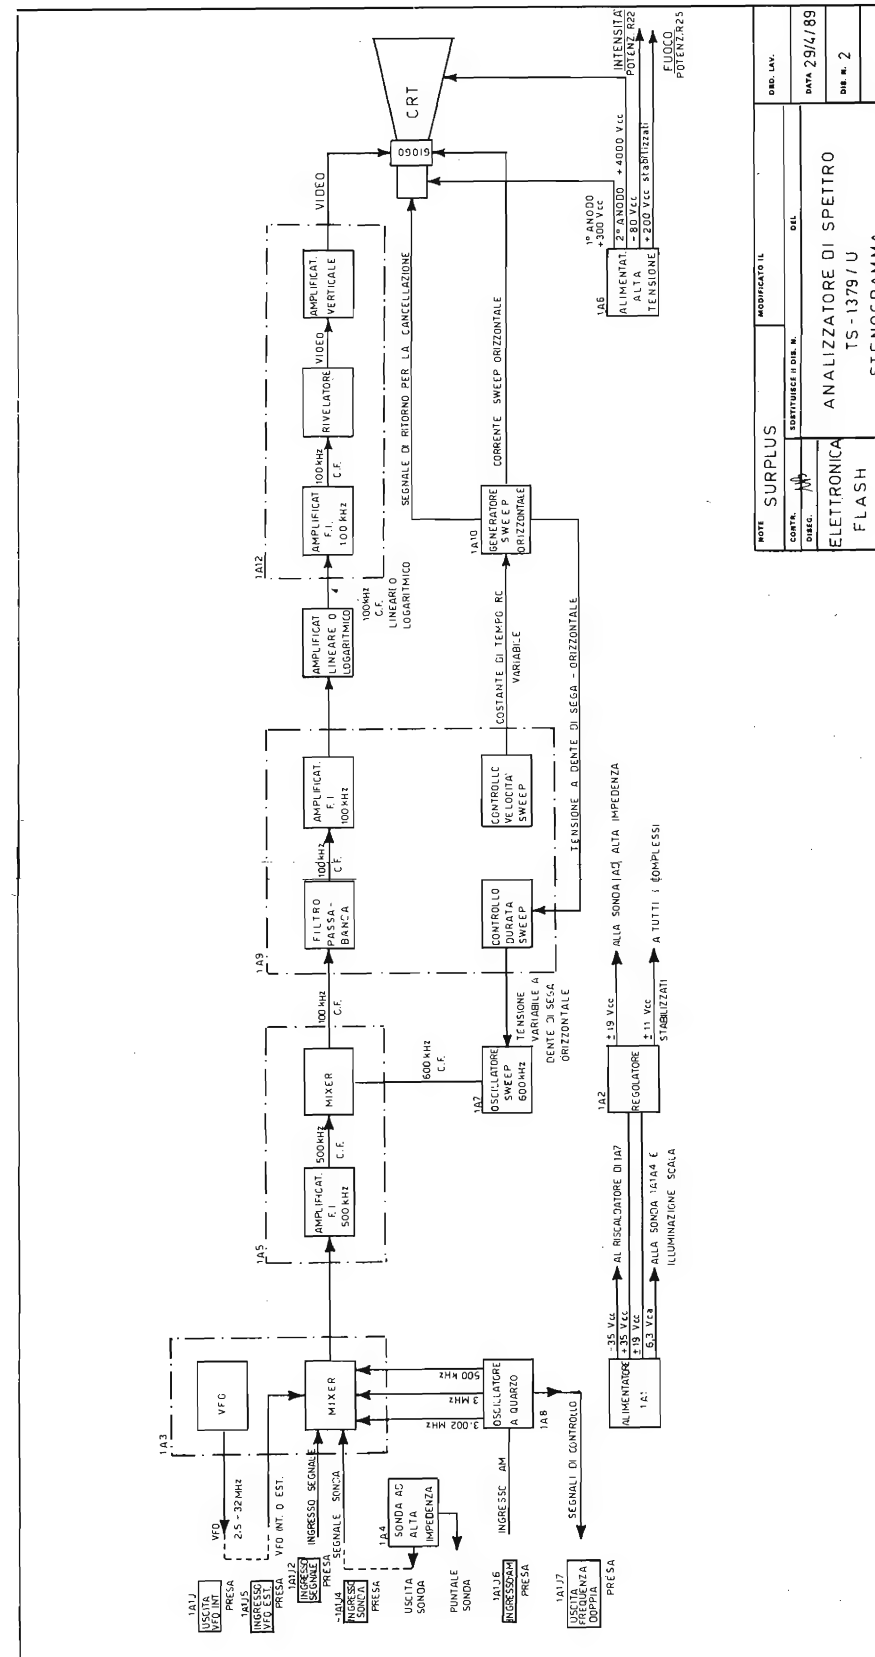 1A1J
USCITA
VFO INT
PRESA
1A1J5
INGRESSO
VFO EST.
PRESA
1A1J2
INGRESSO
SEGNALE
PRESA
1A1J4
INGRESSO
SONDA
PRESA
USCITA
SONDA
PUNTALE
SONDA
1A1J6
INGRESSO AM
PRESA
1A1J7
USCITA
FREQUENZA
DOPPIA
PRESA
VFO
2.5 - 32 MHz
VFO INT. O EST.
INGRESSO SEGNALE
SEGNALE SONDA
1A4
SONDA AD
ALTA
IMPEDENZA
INGRESSO AM
SEGNALI DI CONTROLLO
1A3
VFO
MIXER
500 KHz
3 MHz
3.002 MHz
OSCILLATORE
A QUARZO
1A8
1A5
AMPLIFICAT.
F.I
500 KHz
500 kHz
C.F.
MIXER
100 kHz
C.F.
600 kHz
C.F.
1A7
OSCILLATORE
SWEEP
600 kHz
TENSIONE
VARIABILE A
DENTE DI SEGA
ORIZZONTALE
1A9
FILTRO
PASSA-
BANDA
100 kHz
C.F.
AMPLIFICAT.
F.I
100 kHz
CONTROLLO
DURATA
SWEEP
CONTROLLO
VELOCITA'
SWEEP
COSTANTE DI TEMPO RC
VARIABILE
TENSIONE A DENTE DI SEGA - ORIZZONTALE
AMPLIFICAT
LINEARE O
LOGARITMICO
100 kHz
C.F.
LINEARE O
LOGARITMICO
1A12
AMPLIFICAT
F.I.
100 kHz
100 kHz
C.F.
RIVELATORE
VIDEO
AMPLIFICAT.
VERTICALE
VIDEO
1A10
GENERATORE
SWEEP
ORIZZONTALE
SEGNALE DI RITORNO PER LA CANCELLAZIONE
CORRENTE SWEEP ORIZZONTALE
GIOGO
CRT
1A6
ALIMENTAT.
ALTA
TENSIONE
1° ANODO
+300 Vcc
2° ANODO +4000 Vcc
-80 Vcc
+200 Vcc stabilizzati
INTENSITA'
POTENZ. R22
FUOCO
POTENZ. R25
ALIMENTATORE
1A1
-35 Vcc
+35 Vcc
±19 Vcc
6,3 Vca
AL RISCALDATORE DI 1A7
ALLA SONDA 1A1A4 E
ILLUMINAZIONE SCALA
1A2
REGOLATORE
±19 Vcc
±11 Vcc
STABILIZZATI
ALLA SONDA (AD) ALTA IMPEDENZA
A TUTTI i COMPLESSI
NOTE
SURPLUS
MODIFICATO IL
ORD. LAV.
CONTR.
DISEG.
SOSTITUISCE IL DIS. N.
DEL
DATA 29/4/89
ELETTRONICA
FLASH
ANALIZZATORE DI SPETTRO
TS-1379/U
DIS. N. 2